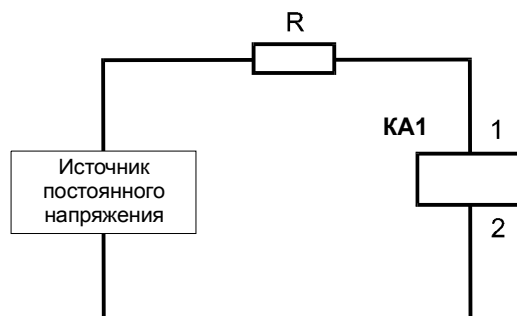 R
КА1
1
Источник
постоянного
напряжения
2